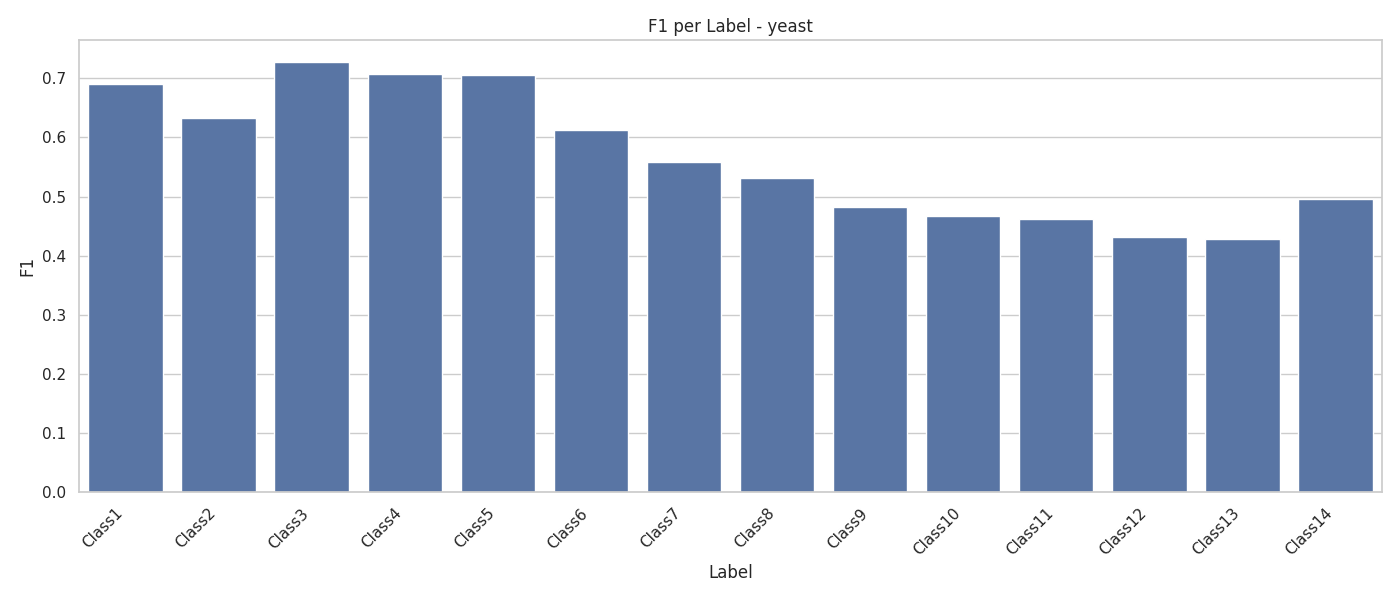 F1 per Label - yeast
F1
0.7
0.6
0.5
0.4
0.3
0.2
0.1
0.0
Class1
Class2
Class3
Class4
Class5
Class6
Class7
Class8
Class9
Class10
Class11
Class12
Class13
Class14
Label